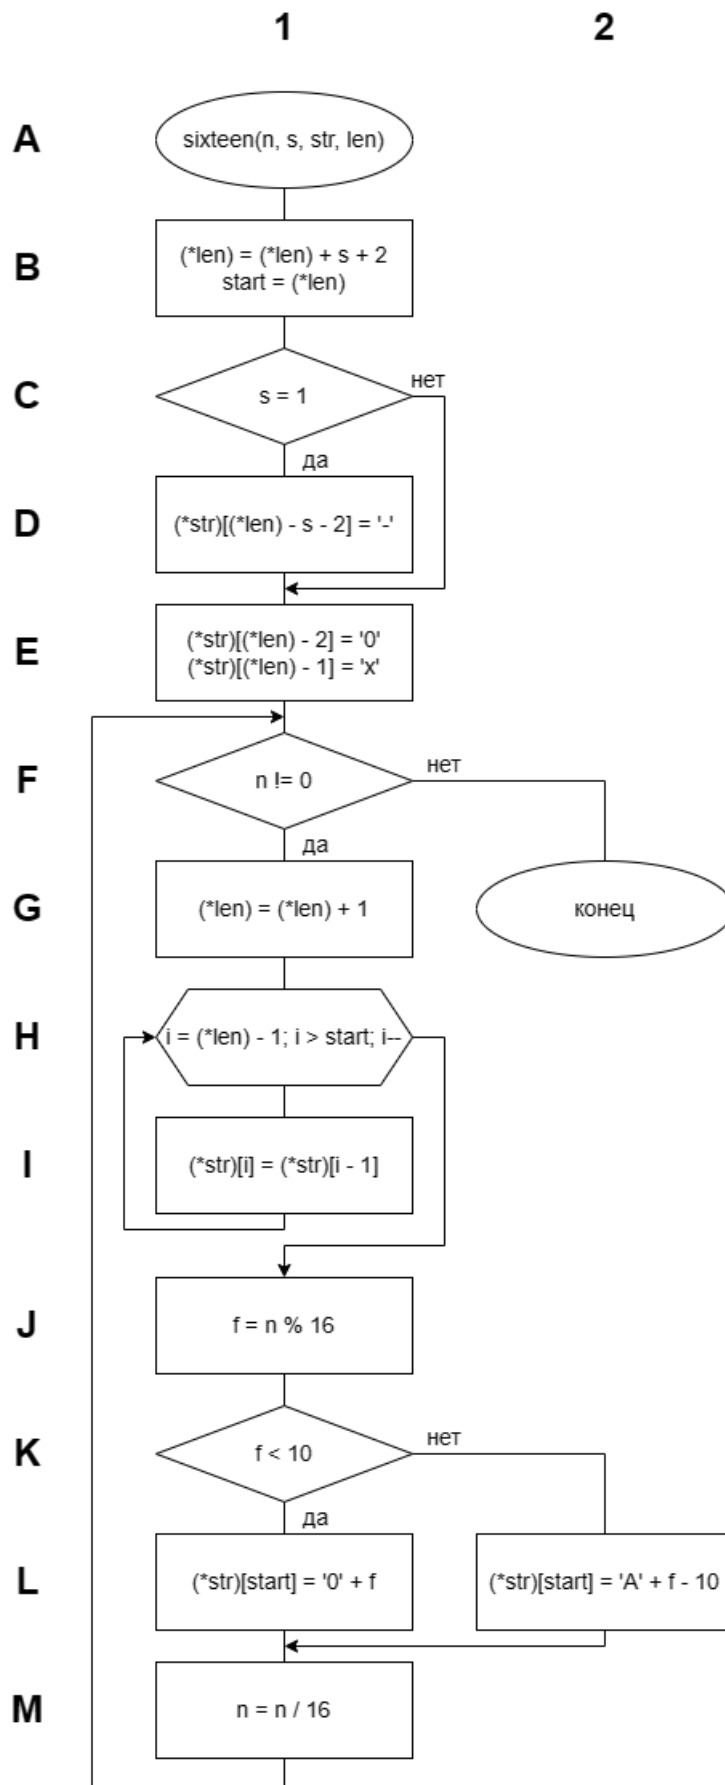 1 2
A
sixteen(n, s, str, len)
B
(*len) = (*len) + s + 2
start = (*len)
C
s = 1
нет
да
D
(*str)[(*len) - s - 2] = '-'
E
(*str)[(*len) - 2] = '0'
(*str)[(*len) - 1] = 'x'
F
n != 0
нет
да
G
(*len) = (*len) + 1
конец
H
i = (*len) - 1; i > start; i--
I
(*str)[i] = (*str)[i - 1]
J
f = n % 16
K
f < 10
нет
да
L
(*str)[start] = '0' + f
(*str)[start] = 'A' + f - 10
M
n = n / 16